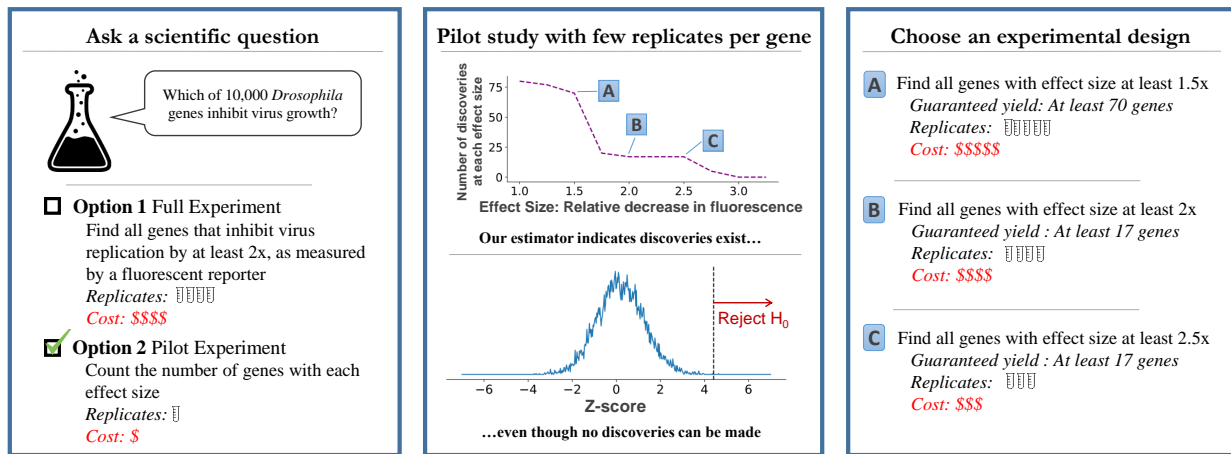 Ask a scientific question
Which of 10,000 Drosophila
genes inhibit virus growth?
Option 1 Full Experiment
Find all genes that inhibit virus
replication by at least 2x, as measured
by a fluorescent reporter
Replicates:
Cost: $$$$
Option 2 Pilot Experiment
Count the number of genes with each
effect size
Replicates:
Cost: $
Pilot study with few replicates per gene
Number of discoveries
at each effect size
75
50
25
0
A
B
C
1.0 1.5 2.0 2.5 3.0
Effect Size: Relative decrease in fluorescence
Our estimator indicates discoveries exist…
Reject H₀
−6 −4 −2 0 2 4 6
Z-score
…even though no discoveries can be made
Choose an experimental design
A Find all genes with effect size at least 1.5x
Guaranteed yield: At least 70 genes
Replicates:
Cost: $$$$$
B Find all genes with effect size at least 2x
Guaranteed yield : At least 17 genes
Replicates:
Cost: $$$$
C Find all genes with effect size at least 2.5x
Guaranteed yield : At least 17 genes
Replicates:
Cost: $$$